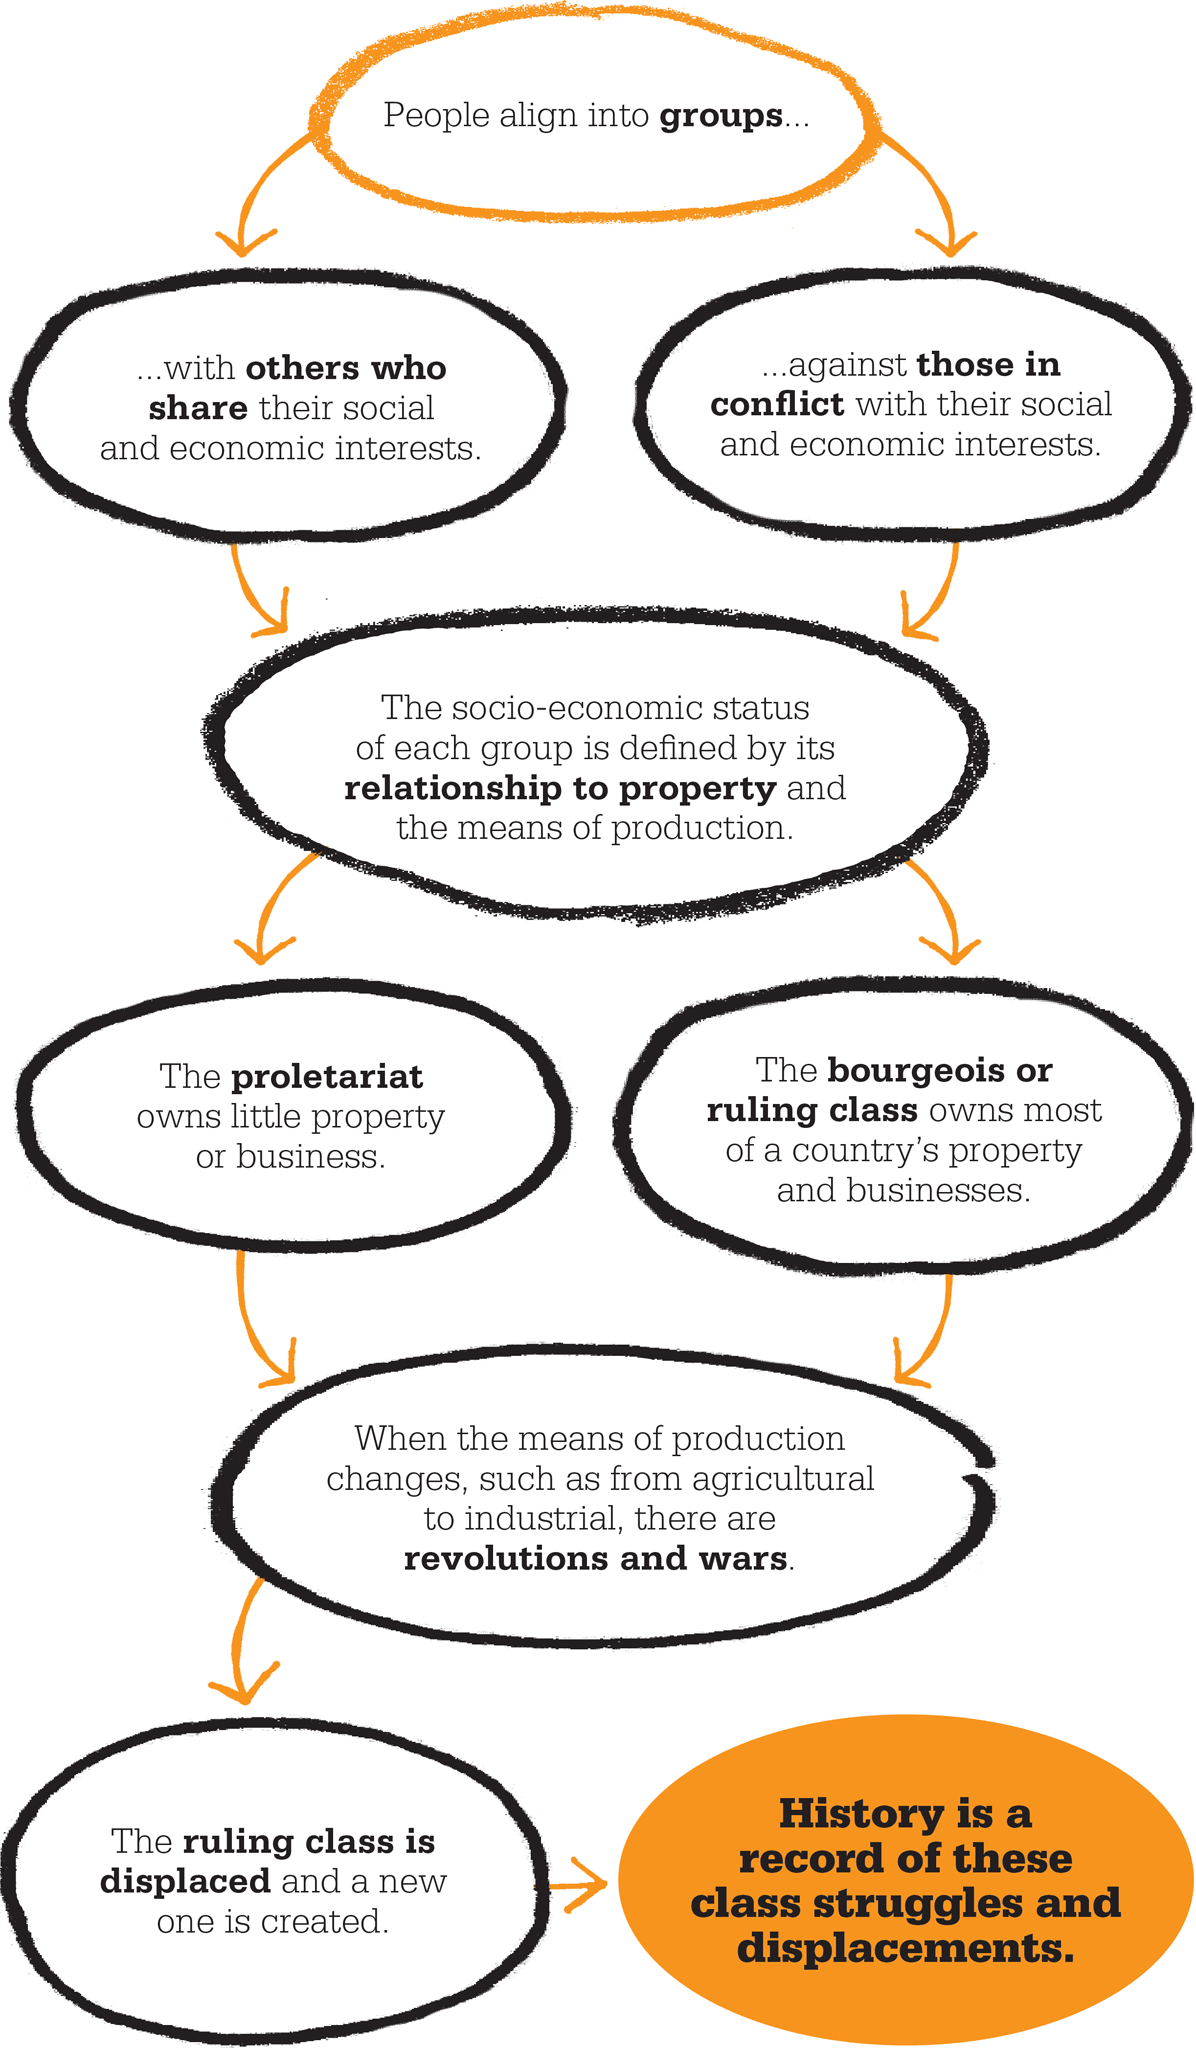 People align into groups...
...with others who
share their social
and economic interests.
...against those in
conflict with their social
and economic interests.
The socio-economic status
of each group is defined by its
relationship to property and
the means of production.
The proletariat
owns little property
or business.
The bourgeois or
ruling class owns most
of a country’s property
and businesses.
When the means of production
changes, such as from agricultural
to industrial, there are
revolutions and wars.
The ruling class is
displaced and a new
one is created.
History is a
record of these
class struggles and
displacements.